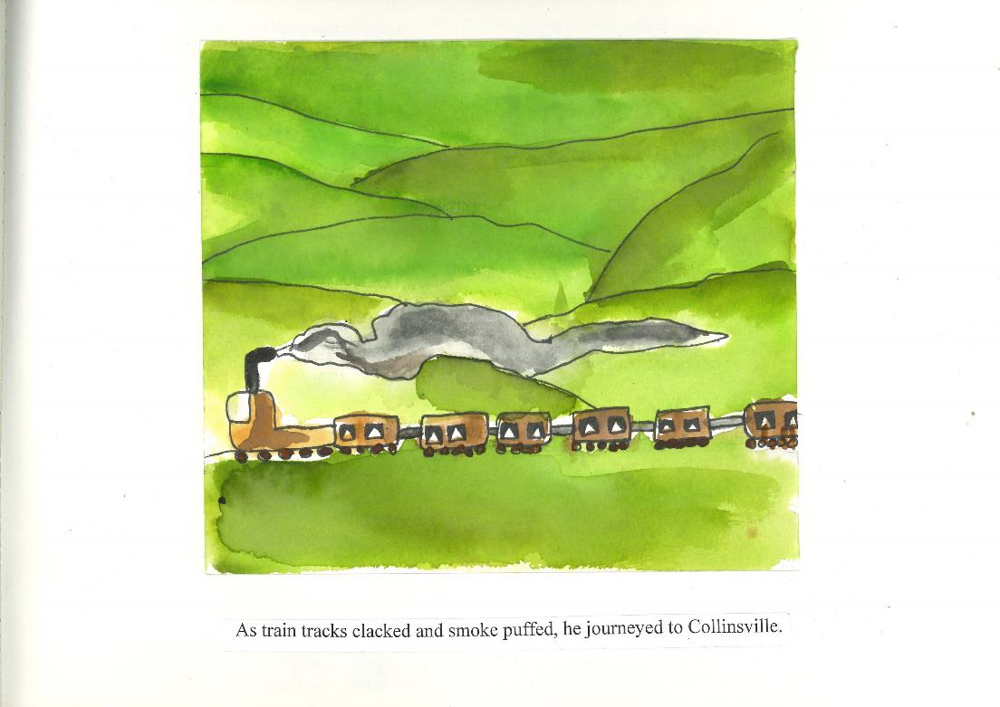 As train tracks clacked and smoke puffed, he journeyed to Collinsville.